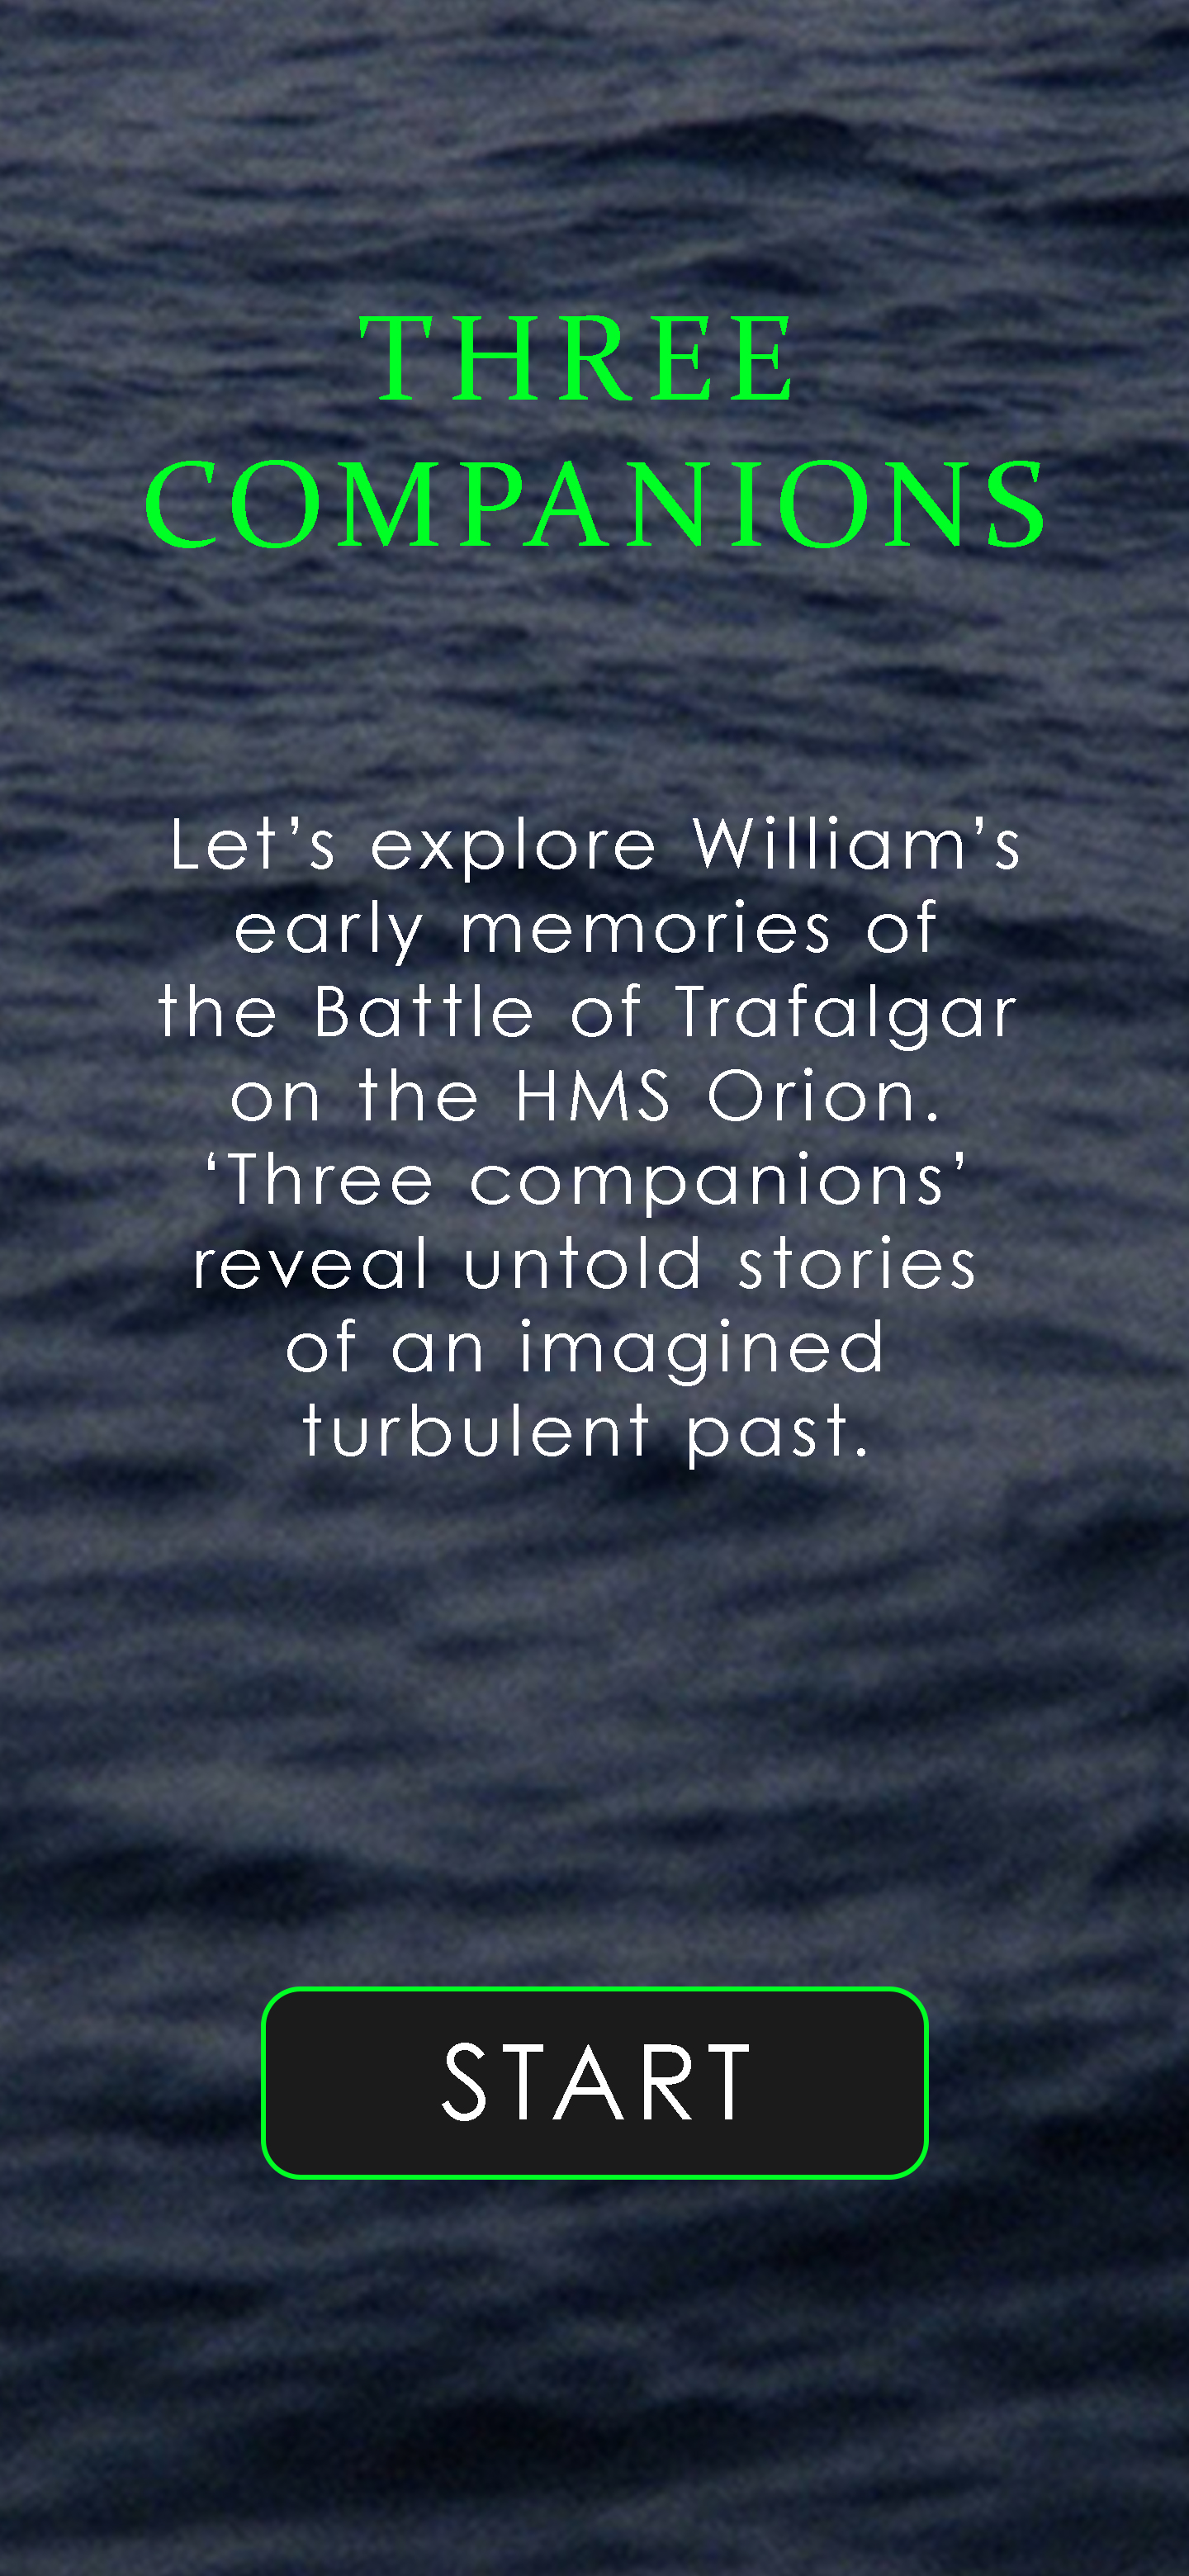 THREE
COMPANIONS
Let’s explore William’s
early memories of
the Battle of Trafalgar
on the HMS Orion.
‘Three companions’
reveal untold stories
of an imagined
turbulent past.
START